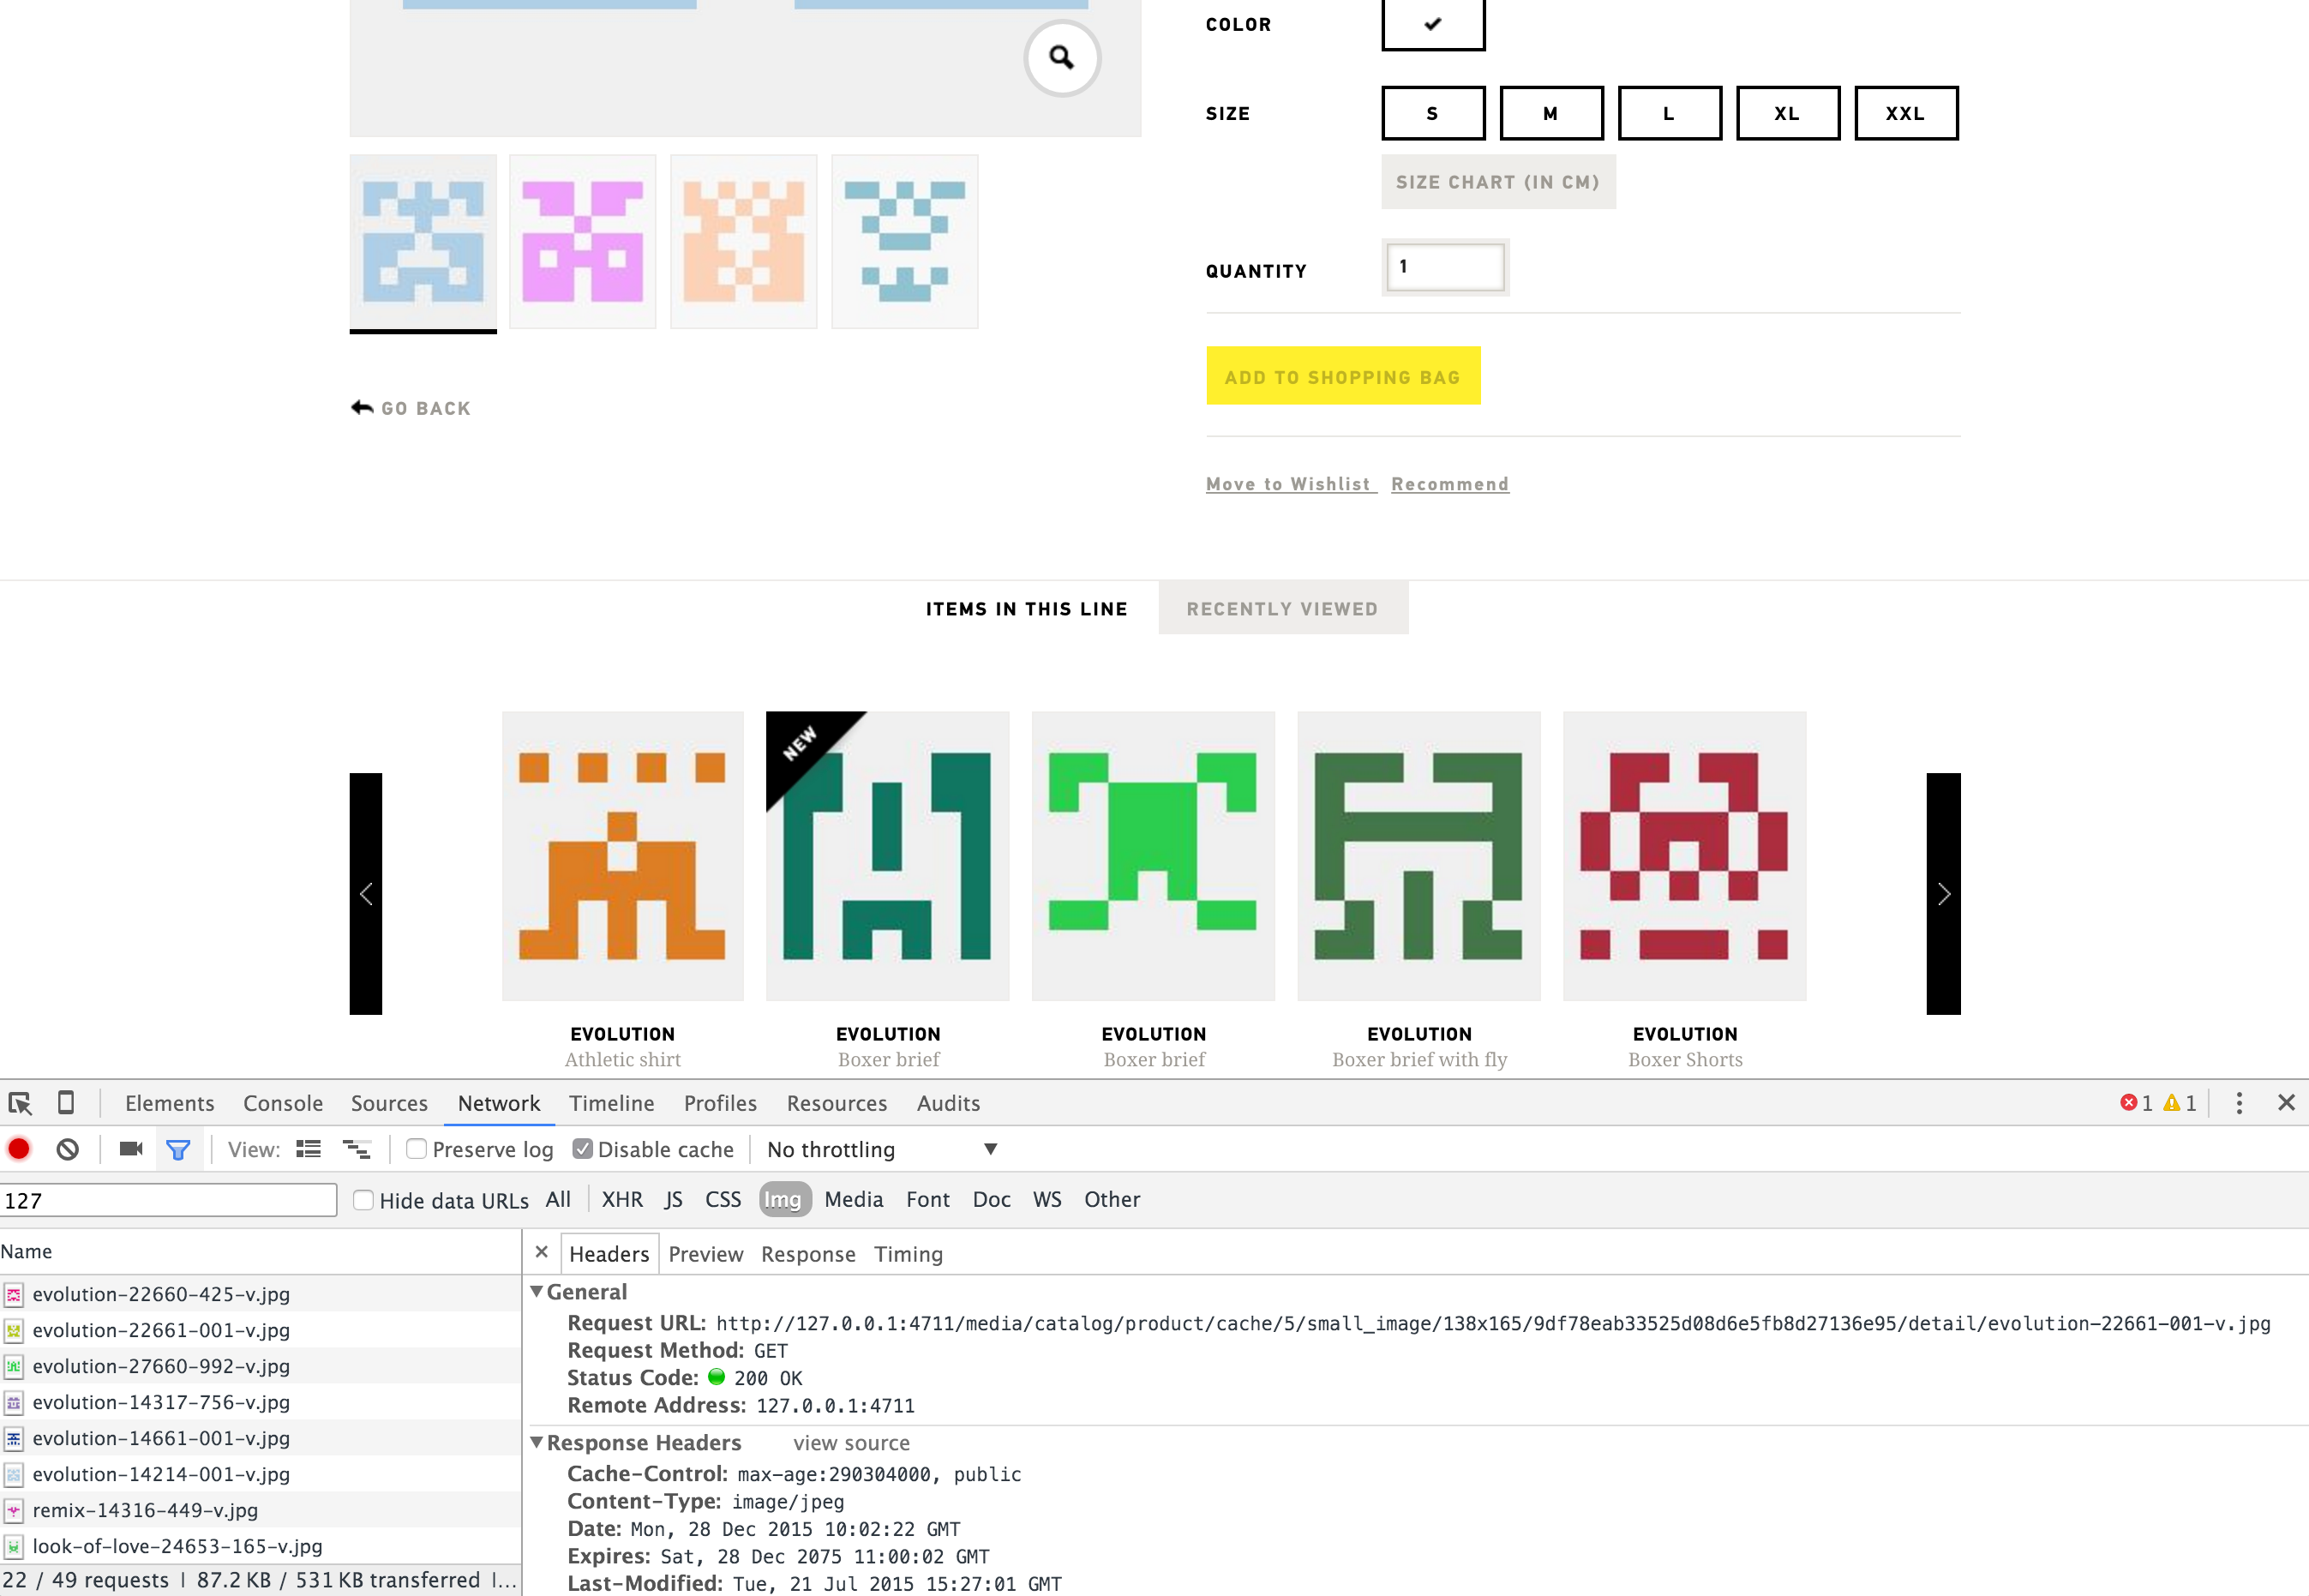 COLOR
SIZE
S M L XL XXL
SIZE CHART (IN CM)
QUANTITY
1
ADD TO SHOPPING BAG
GO BACK
Move to Wishlist Recommend
ITEMS IN THIS LINE RECENTLY VIEWED
NEW
EVOLUTION
Athletic shirt
EVOLUTION
Boxer brief
EVOLUTION
Boxer brief
EVOLUTION
Boxer brief with fly
EVOLUTION
Boxer Shorts
Elements Console Sources Network Timeline Profiles Resources Audits 1 1
View: Preserve log Disable cache No throttling
127 Hide data URLs All XHR JS CSS Img Media Font Doc WS Other
Name
evolution-22660-425-v.jpg
evolution-22661-001-v.jpg
evolution-27660-992-v.jpg
evolution-14317-756-v.jpg
evolution-14661-001-v.jpg
evolution-14214-001-v.jpg
remix-14316-449-v.jpg
look-of-love-24653-165-v.jpg
22 / 49 requests | 87.2 KB / 531 KB transferred |...
Headers Preview Response Timing
General
Request URL: http://127.0.0.1:4711/media/catalog/product/cache/5/small_image/138x165/9df78eab33525d08d6e5fb8d27136e95/detail/evolution-22661-001-v.jpg
Request Method: GET
Status Code: 200 OK
Remote Address: 127.0.0.1:4711
Response Headers view source
Cache-Control: max-age:290304000, public
Content-Type: image/jpeg
Date: Mon, 28 Dec 2015 10:02:22 GMT
Expires: Sat, 28 Dec 2075 11:00:02 GMT
Last-Modified: Tue, 21 Jul 2015 15:27:01 GMT